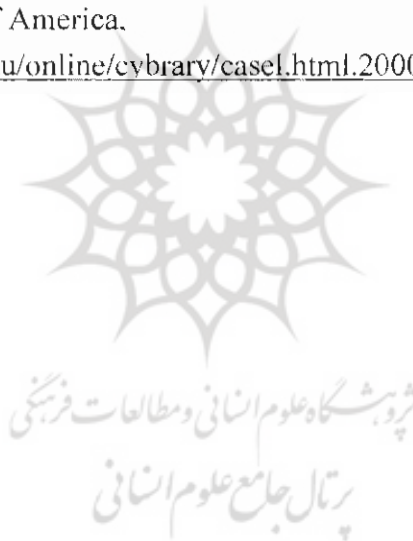 f America.
u/online/cybrary/casel.html.2000
پژوهشگاه علوم انسانی و مطالعات فرهنگی
پرتال جامع علوم انسانی